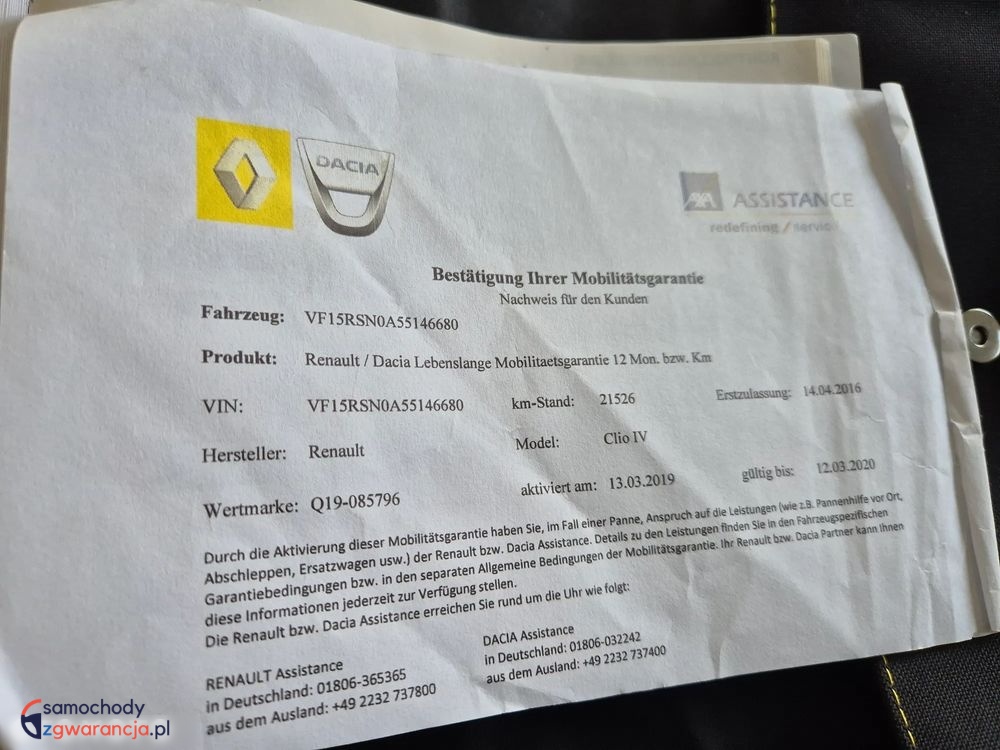 DACIA
AXA ASSISTANCE
redefining / service
Bestätigung Ihrer Mobilitätsgarantie
Nachweis für den Kunden
Fahrzeug: VF15RSN0A55146680
Produkt: Renault / Dacia Lebenslange Mobilitaetsgarantie 12 Mon. bzw. Km
VIN: VF15RSN0A55146680 km-Stand: 21526 Erstzulassung: 14.04.2016
Hersteller: Renault Model: Clio IV
Wertmarke: Q19-085796 aktiviert am: 13.03.2019 gültig bis: 12.03.2020
Durch die Aktivierung dieser Mobilitätsgarantie haben Sie, im Fall einer Panne, Anspruch auf die Leistungen (wie z.B. Pannenhilfe vor Ort,
Abschleppen, Ersatzwagen usw.) der Renault bzw. Dacia Assistance. Details zu den Leistungen finden Sie in den Fahrzeugspezifischen
Garantiebedingungen bzw. in den separaten Allgemeine Bedingungen der Mobilitätsgarantie. Ihr Renault bzw. Dacia Partner kann Ihnen
diese Informationen jederzeit zur Verfügung stellen.
Die Renault bzw. Dacia Assistance erreichen Sie rund um die Uhr wie folgt:
RENAULT Assistance
in Deutschland: 01806-365365
aus dem Ausland: +49 2232 737800
DACIA Assistance
in Deutschland: 01806-032242
aus dem Ausland: +49 2232 737400
samochody
zgwarancja.pl